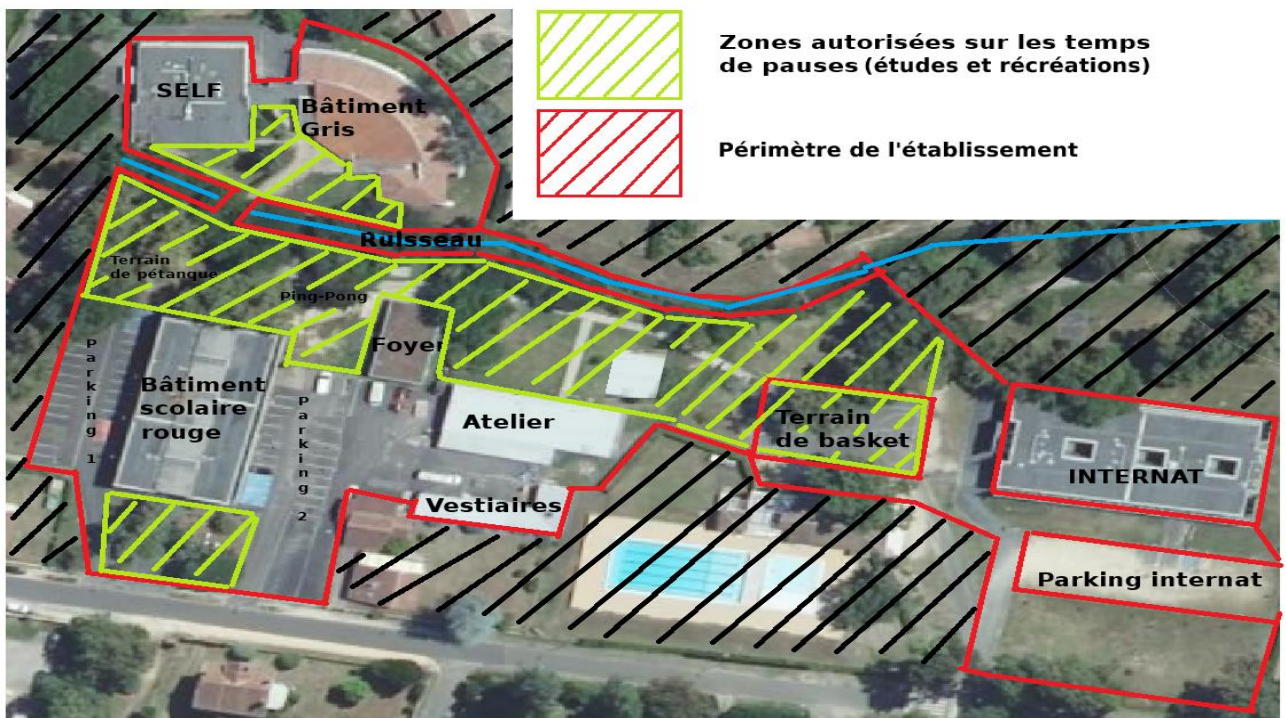 Zones autorisées sur les temps
de pauses (études et récréations)
Périmètre de l'établissement
SELF
Bâtiment
Gris
Ruisseau
Terrain
de pétanque
Ping-Pong
Foyer
Parking 1
Bâtiment
scolaire
rouge
Parking 2
Atelier
Vestiaires
Terrain
de basket
INTERNAT
Parking internat